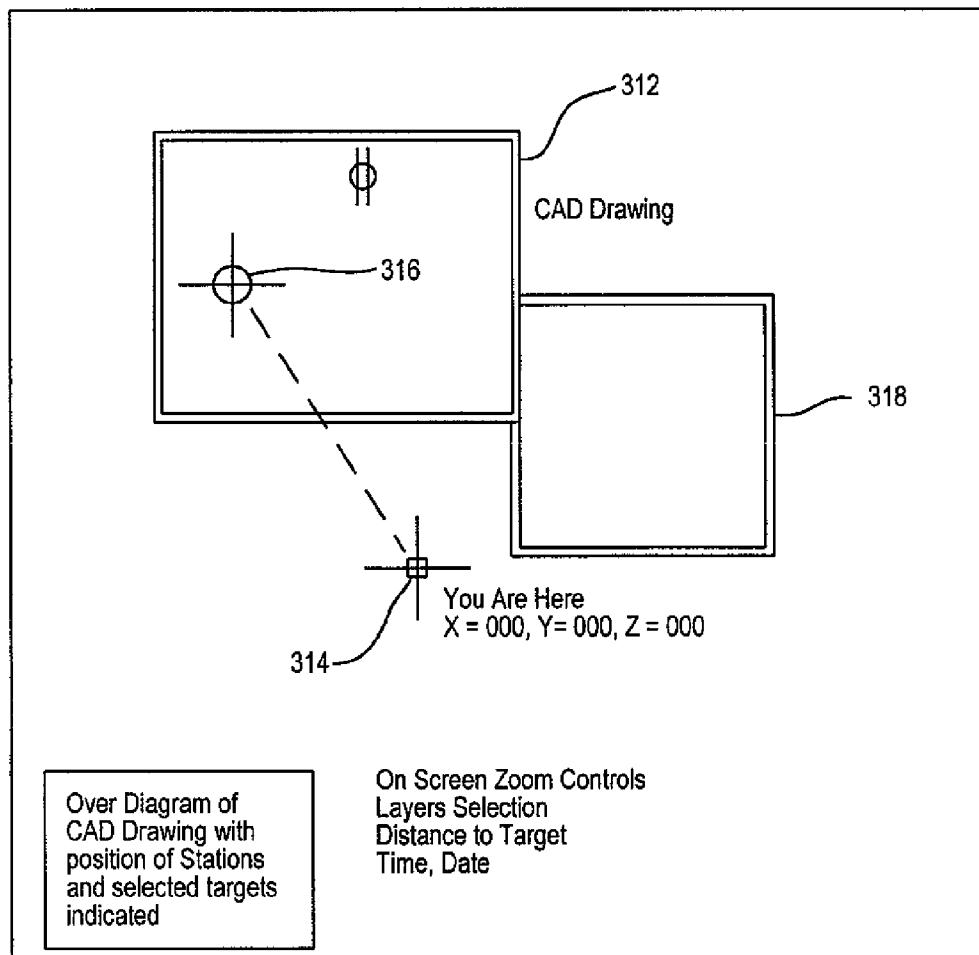 312
CAD Drawing
316
318
You Are Here
X = 000, Y= 000, Z = 000
314
Over Diagram of
CAD Drawing with
position of Stations
and selected targets
indicated
On Screen Zoom Controls
Layers Selection
Distance to Target
Time, Date